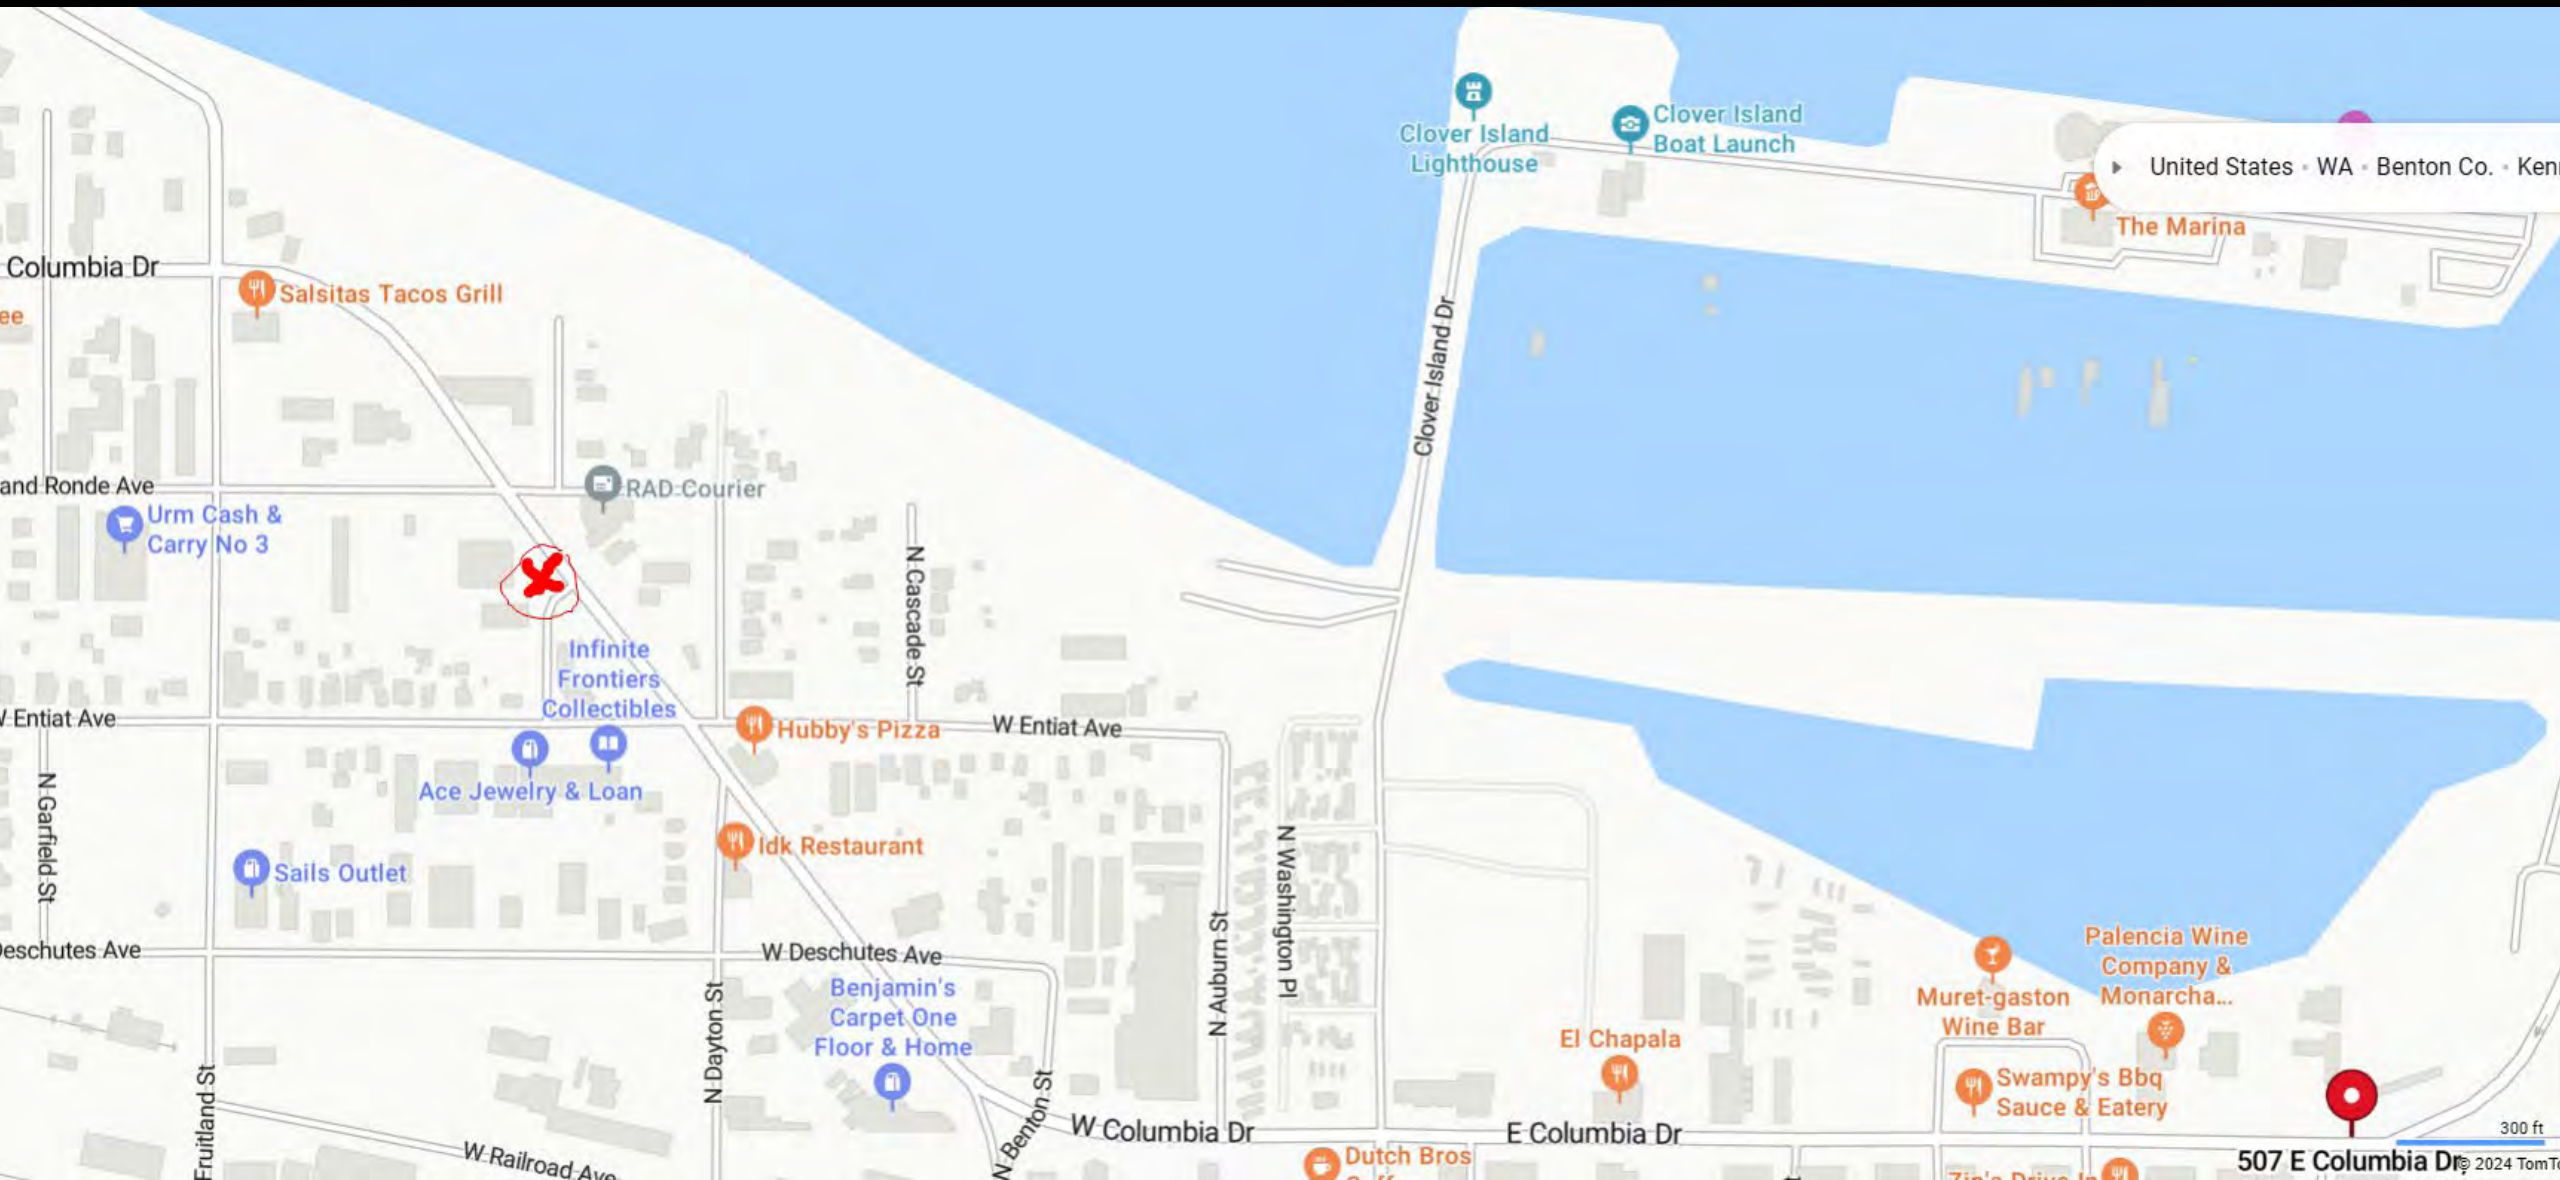 Clover Island
Lighthouse
Clover Island
Boat Launch
United States • WA • Benton Co. •
The Marina
Columbia Dr
Salsitas Tacos Grill
Clover Island Dr
and Ronde Ave
RAD Courier
Urm Cash &
Carry No 3
N Cascade St
Infinite
Frontiers
Collectibles
W Entiat Ave
Hubby's Pizza
W Entiat Ave
Ace Jewelry & Loan
N Garfield St
Idk Restaurant
Sails Outlet
N Washington Pl
N Auburn St
Deschutes Ave
W Deschutes Ave
Benjamin's
Carpet One
Floor & Home
N Dayton St
Palencia Wine
Company &
Monarcha...
Muret-gaston
Wine Bar
El Chapala
Swampy's Bbq
Sauce & Eatery
Fruitland St
N Benton St
W Columbia Dr
E Columbia Dr
W Railroad Ave
Dutch Bros
300 ft
507 E Columbia Dr,
© 2024 TomTo